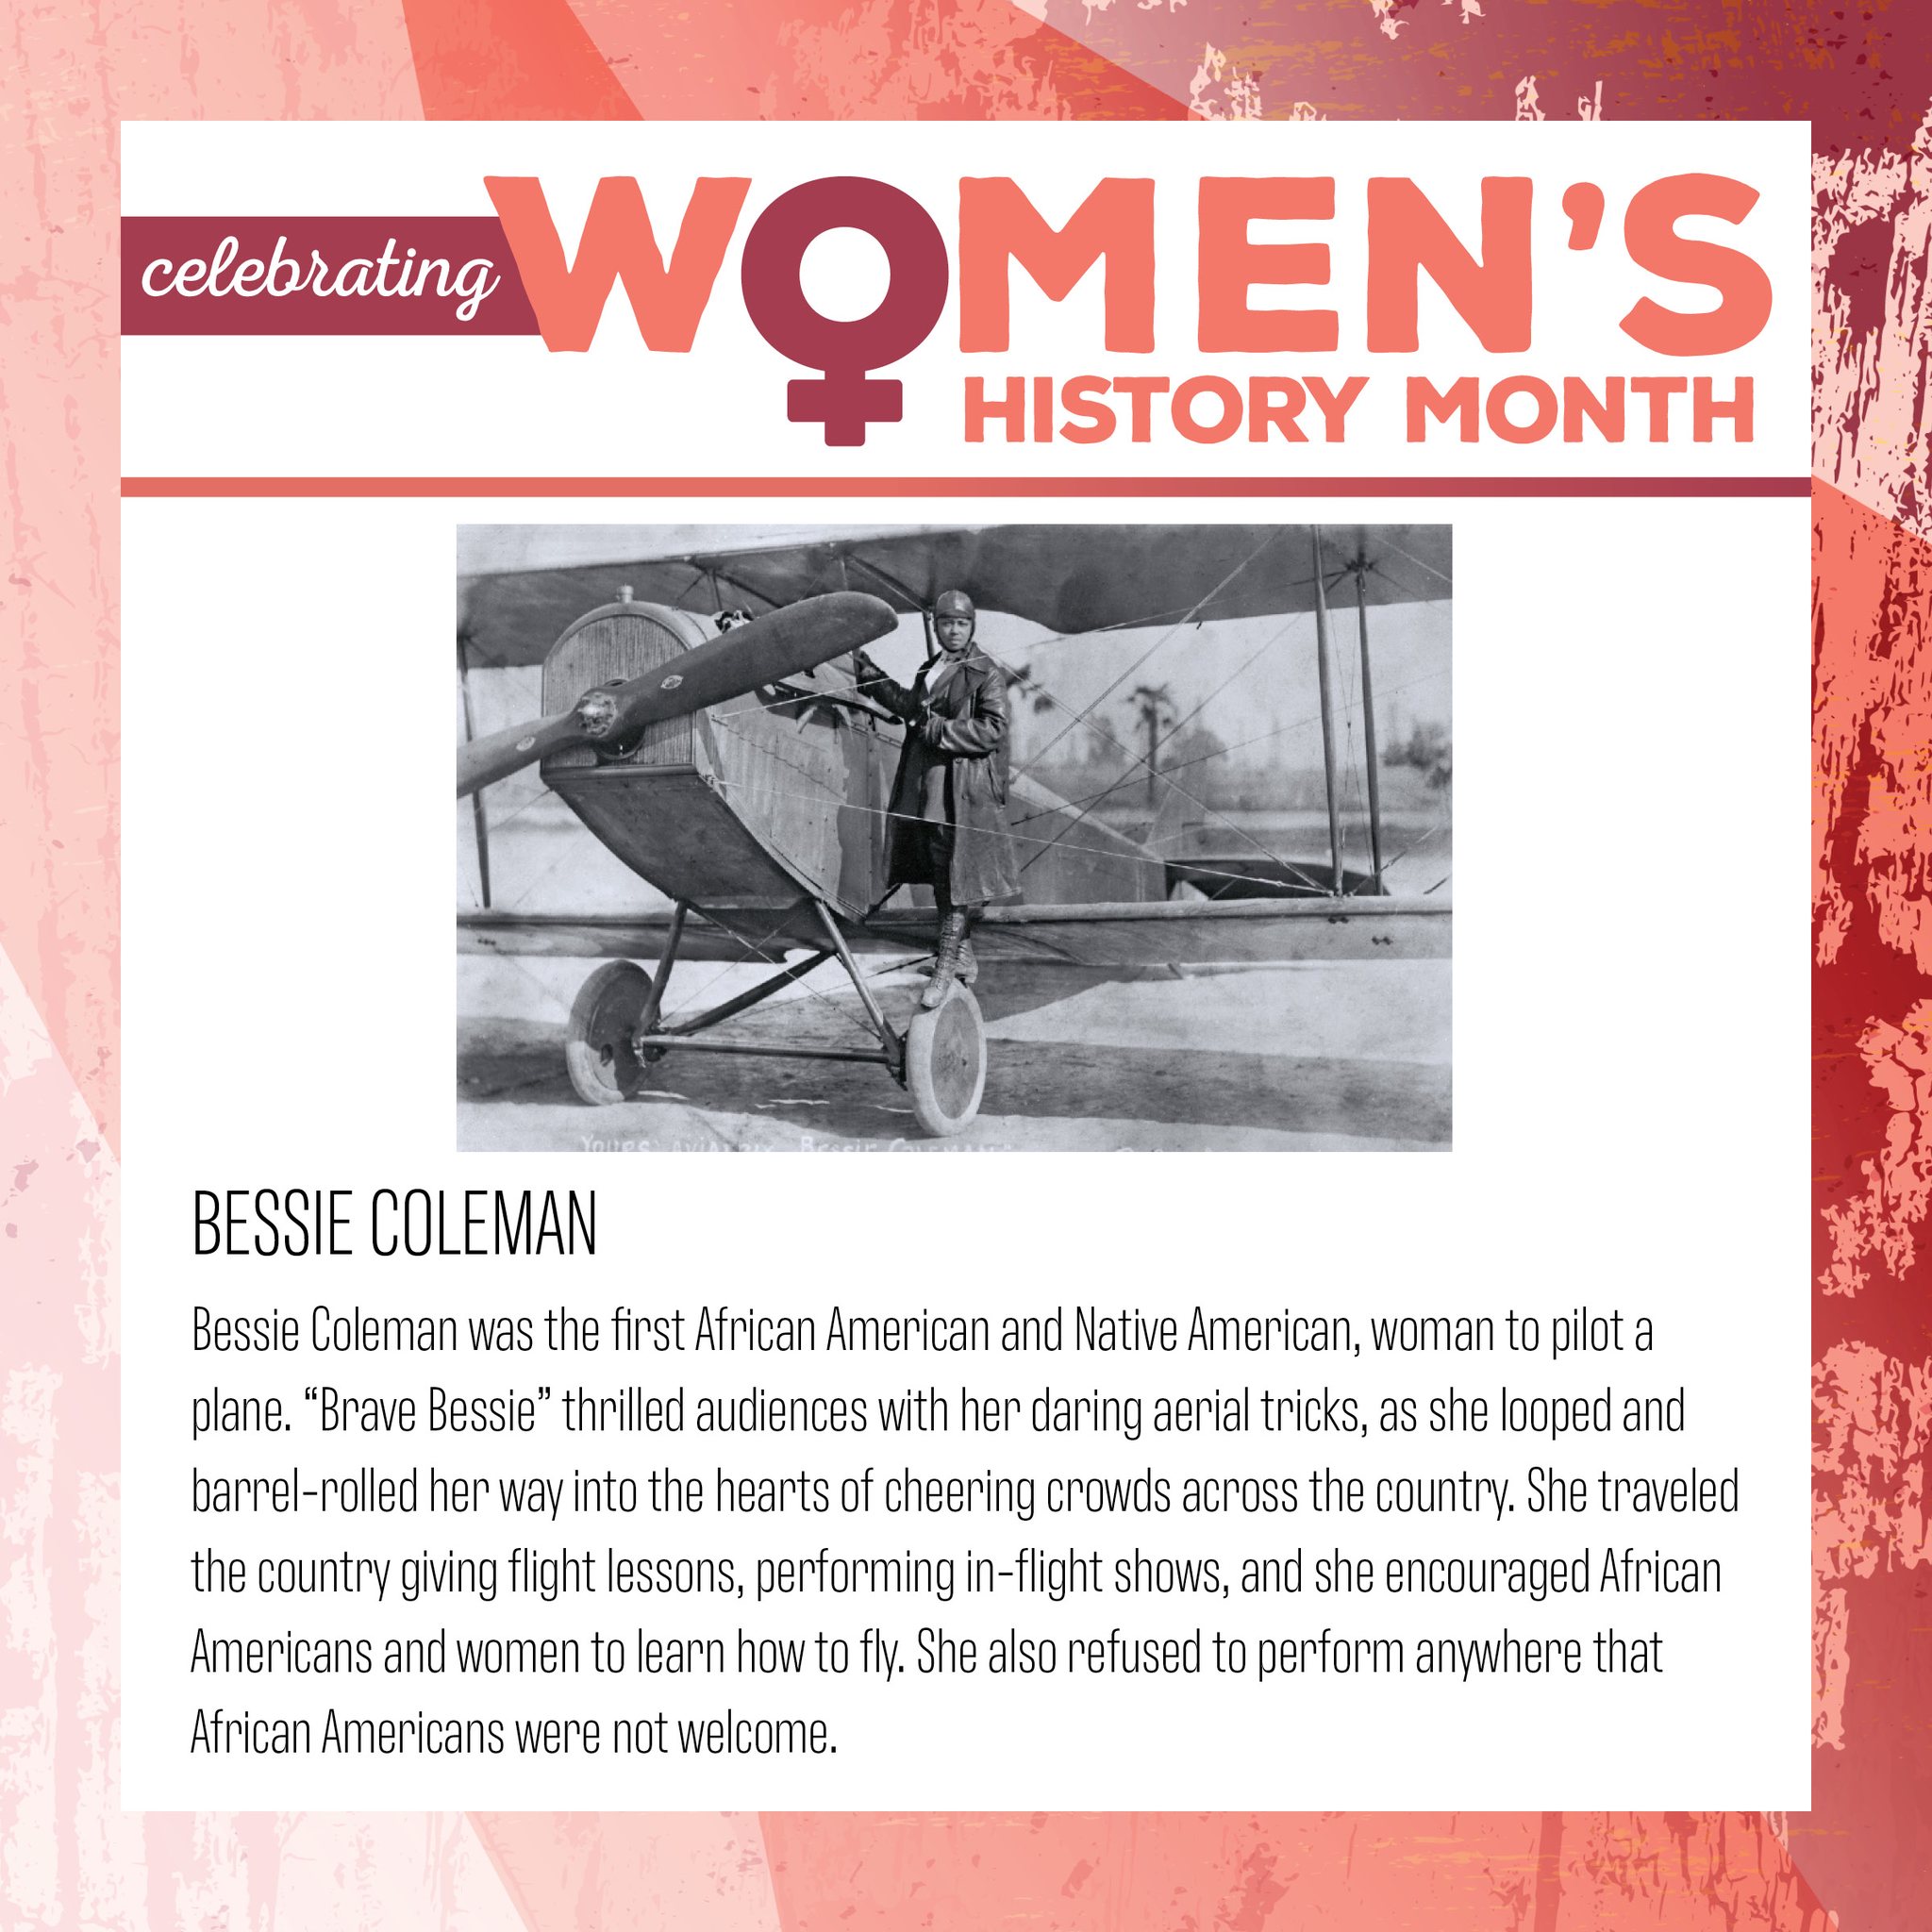 celebrating WOMEN'S
HISTORY MONTH
Yours Aviatrix Bessie Coleman
BESSIE COLEMAN
Bessie Coleman was the first African American and Native American, woman to pilot a
plane. “Brave Bessie” thrilled audiences with her daring aerial tricks, as she looped and
barrel-rolled her way into the hearts of cheering crowds across the country. She traveled
the country giving flight lessons, performing in-flight shows, and she encouraged African
Americans and women to learn how to fly. She also refused to perform anywhere that
African Americans were not welcome.